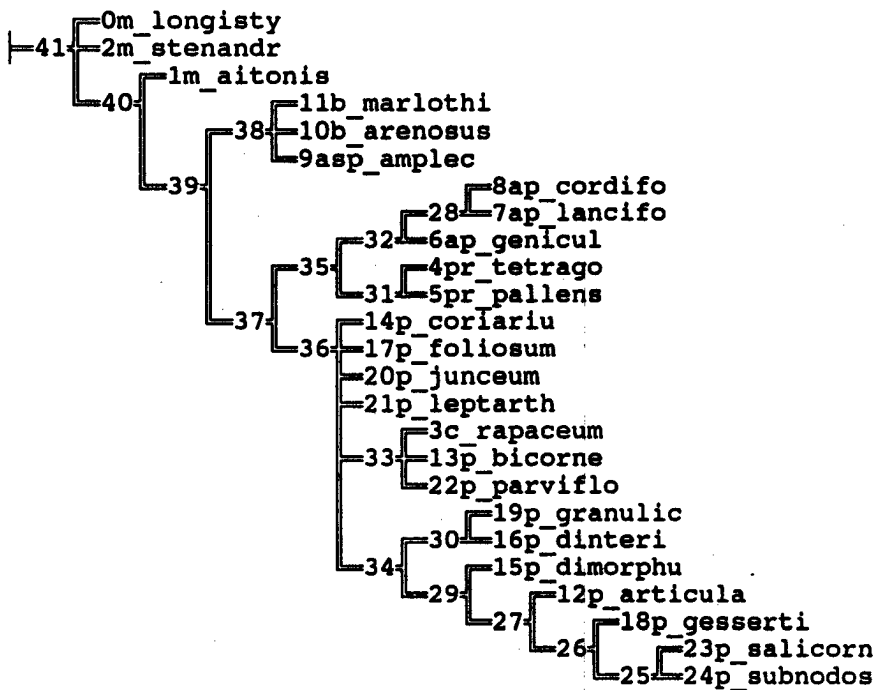 0m_longisty
41 2m_stenandr
1m_aitonis
40
11b_marlothi
38 10b_arenosus
9asp_amplec
39 8ap_cordifo
28 7ap_lancifo
32 6ap_genicul
35 4pr_tetrago
31 5pr_pallens
37 14p_coriariu
36 17p_foliosum
20p_junceum
21p_leptarth
3c_rapaceum
33 13p_bicorne
22p_parviflo
19p_granulic
30 16p_dinteri
34 15p_dimorphu
29 12p_articula
27 18p_gesserti
26 23p_salicorn
25 24p_subnodos